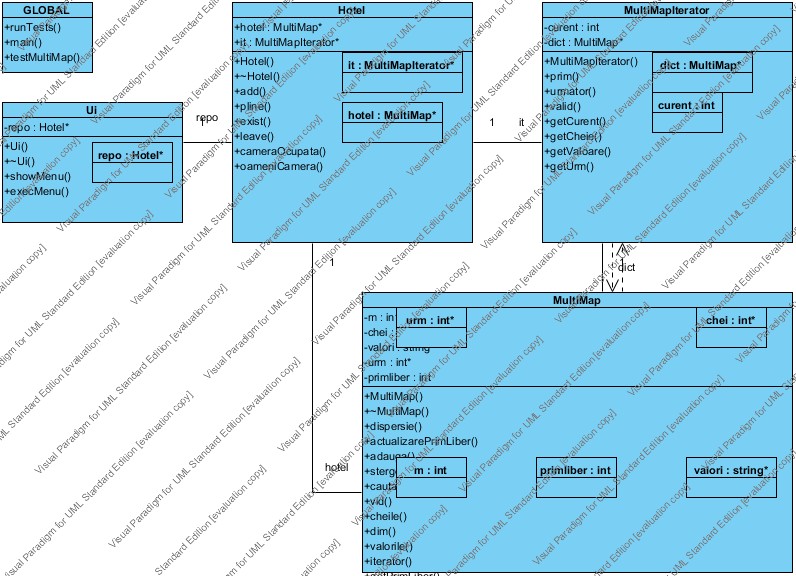 GLOBAL
+runTests()
+main()
+testMultiMap()
Ui
-repo : Hotel*
+Ui()
+~Ui()
+showMenu()
+execMenu()
repo : Hotel*
repo
1
Hotel
+hotel : MultiMap*
+it : MultiMapIterator*
+Hotel()
+~Hotel()
+add()
+pline()
+exist()
+leave()
+cameraOcupata()
+oameniCamera()
it : MultiMapIterator*
hotel : MultiMap*
1
it
MultiMapIterator
-curent : int
-dict : MultiMap*
+MultiMapIterator()
+prim()
+urmator()
+valid()
+getCurent()
+getCheie()
+getValoare()
+getUrm()
dict : MultiMap*
curent : int
dict
1
hotel
MultiMap
-m : in
-chei :
-valori : string
-urm : int*
-primliber : int
urm : int*
chei : int*
+MultiMap()
+~MultiMap()
+dispersie()
+actualizarePrimLiber()
+adauga()
+sterg
+cauta
+vid()
+cheile()
+dim()
+valorile()
+iterator()
+getPrimLiber()
m : int
primliber : int
valori : string*
Visual Paradigm for UML Standard Edition [evaluation copy]